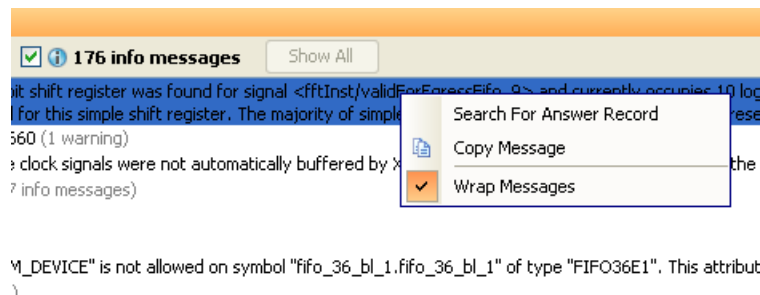 176 info messages Show All
bit shift register was found for signal <fftInst/validForEgressFifo_9> and currently occupies 10 log
for this simple shift register. The majority of simple rese
Search For Answer Record
560 (1 warning)
Copy Message
clock signals were not automatically buffered by X the
7 info messages)
Wrap Messages
M_DEVICE" is not allowed on symbol "fifo_36_bl_1.fifo_36_bl_1" of type "FIFO36E1". This attribut
)